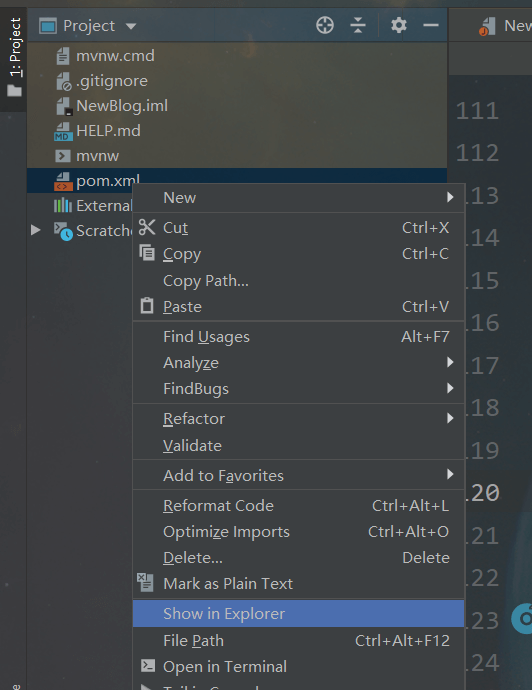 1: Project
Project
New
mvnw.cmd
.gitignore
NewBlog.iml
HELP.md
mvnw
pom.xml
External
Scratche
New
Cut Ctrl+X
Copy Ctrl+C
Copy Path...
Paste Ctrl+V
Find Usages Alt+F7
Analyze
FindBugs
Refactor
Validate
Add to Favorites
Reformat Code Ctrl+Alt+L
Optimize Imports Ctrl+Alt+O
Delete... Delete
Mark as Plain Text
Show in Explorer
File Path Ctrl+Alt+F12
Open in Terminal
111
112
113
114
115
116
117
118
119
120
121
122
123
124